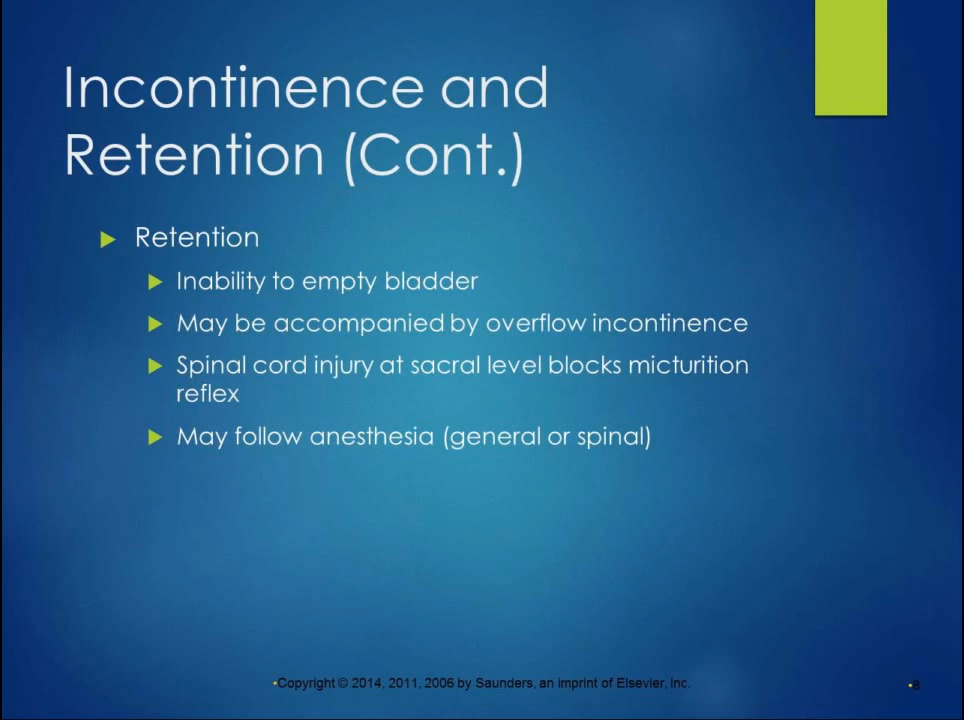 Incontinence and
Retention (Cont.)
Retention
Inability to empty bladder
May be accompanied by overflow incontinence
Spinal cord injury at sacral level blocks micturition
reflex
May follow anesthesia (general or spinal)
•Copyright © 2014, 2011, 2006 by Saunders, an imprint of Elsevier, Inc.
•8